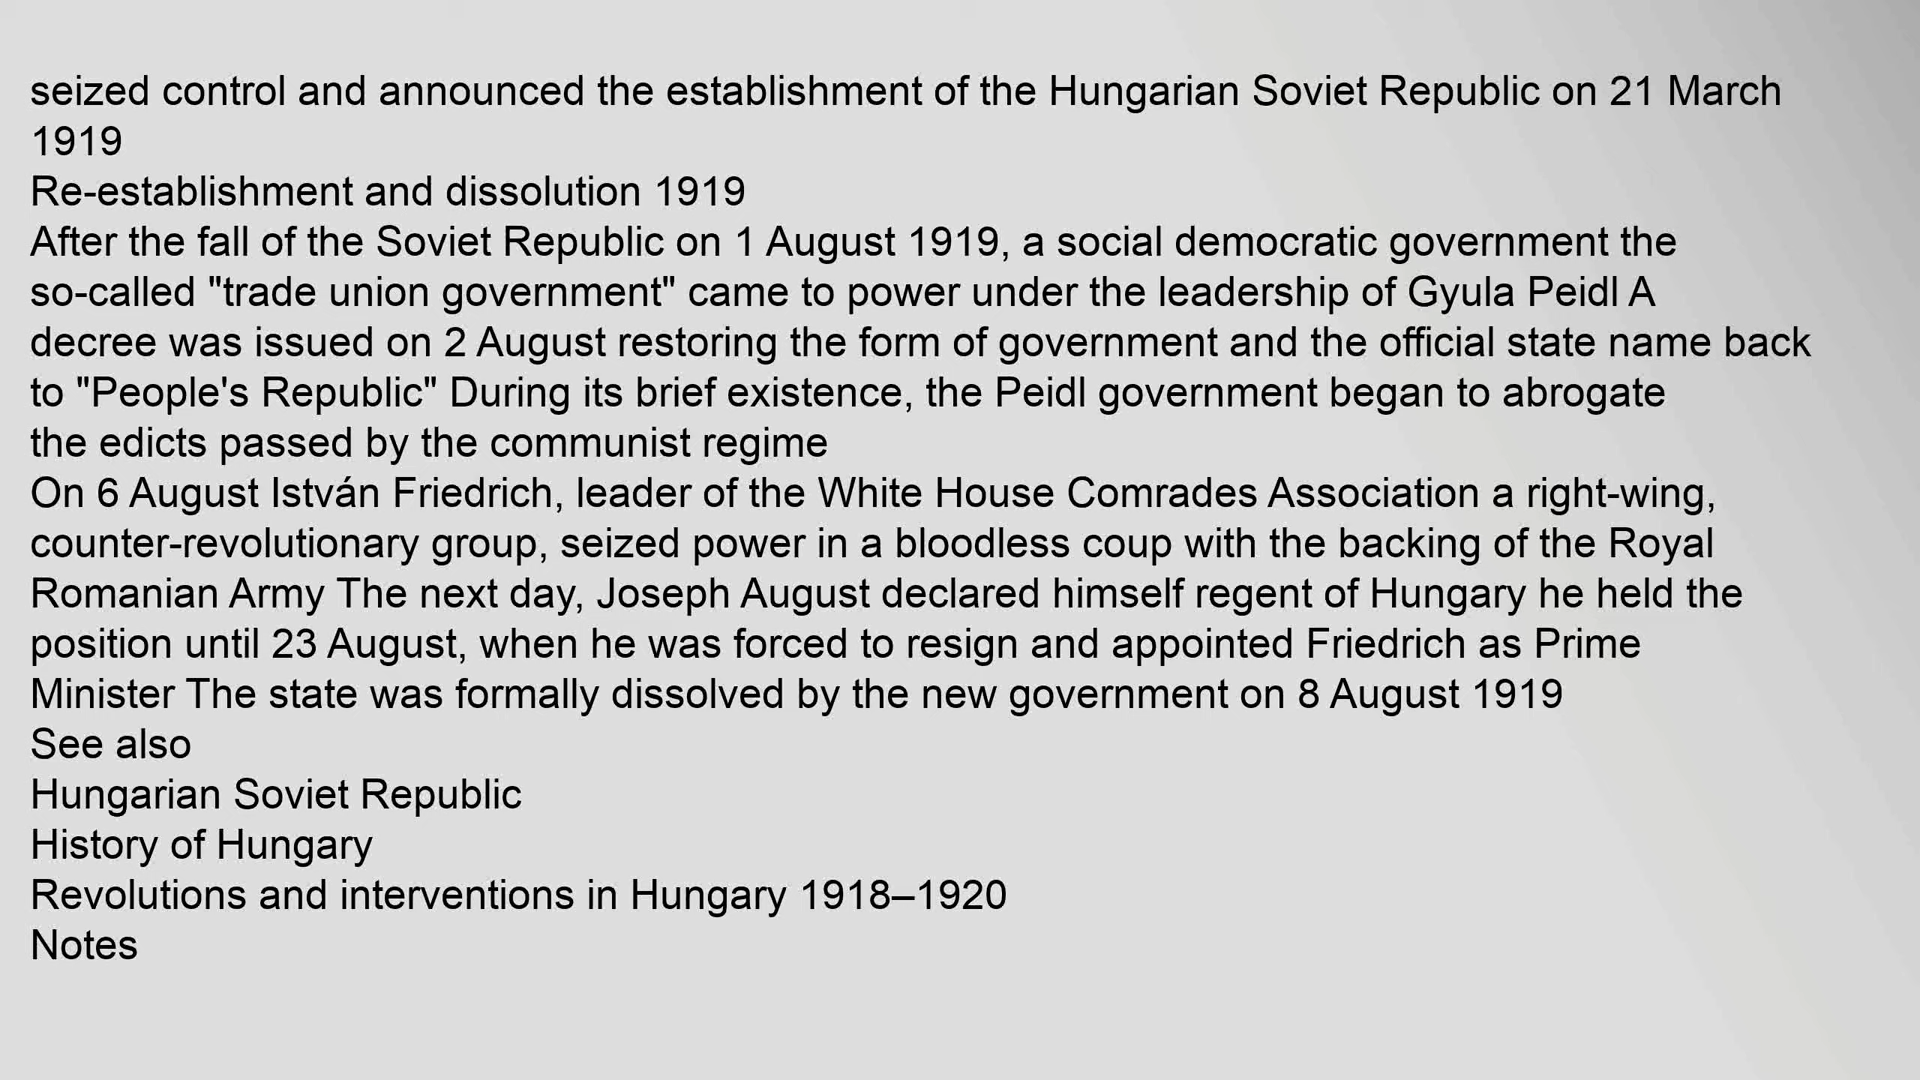 seized control and announced the establishment of the Hungarian Soviet Republic on 21 March
1919
Re-establishment and dissolution 1919
After the fall of the Soviet Republic on 1 August 1919, a social democratic government the
so-called "trade union government" came to power under the leadership of Gyula Peidl A
decree was issued on 2 August restoring the form of government and the official state name back
to "People's Republic" During its brief existence, the Peidl government began to abrogate
the edicts passed by the communist regime
On 6 August István Friedrich, leader of the White House Comrades Association a right-wing,
counter-revolutionary group, seized power in a bloodless coup with the backing of the Royal
Romanian Army The next day, Joseph August declared himself regent of Hungary he held the
position until 23 August, when he was forced to resign and appointed Friedrich as Prime
Minister The state was formally dissolved by the new government on 8 August 1919
See also
Hungarian Soviet Republic
History of Hungary
Revolutions and interventions in Hungary 1918–1920
Notes